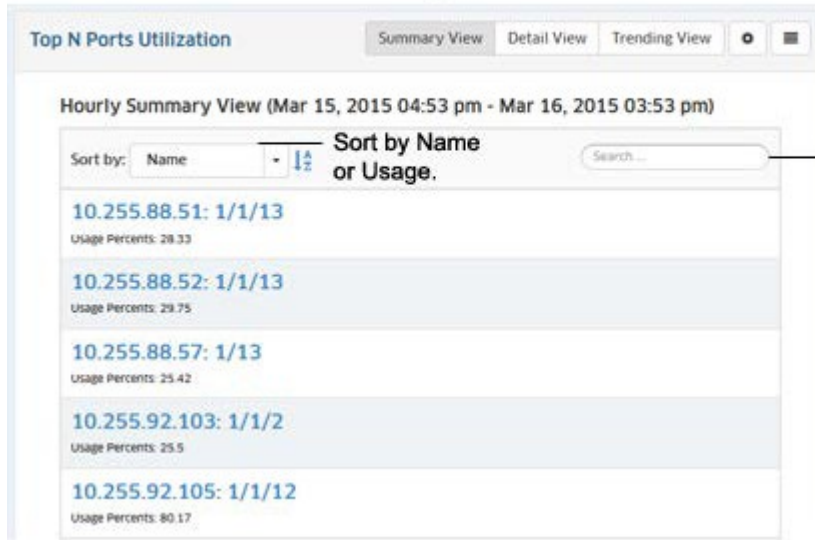 Top N Ports Utilization
Summary View
Detail View
Trending View
Hourly Summary View (Mar 15, 2015 04:53 pm - Mar 16, 2015 03:53 pm)
Sort by: Name
Sort by Name
or Usage.
Search ...
10.255.88.51: 1/1/13
Usage Percents: 28.33
10.255.88.52: 1/1/13
Usage Percents: 29.75
10.255.88.57: 1/13
Usage Percents: 25.42
10.255.92.103: 1/1/2
Usage Percents: 25.5
10.255.92.105: 1/1/12
Usage Percents: 80.17